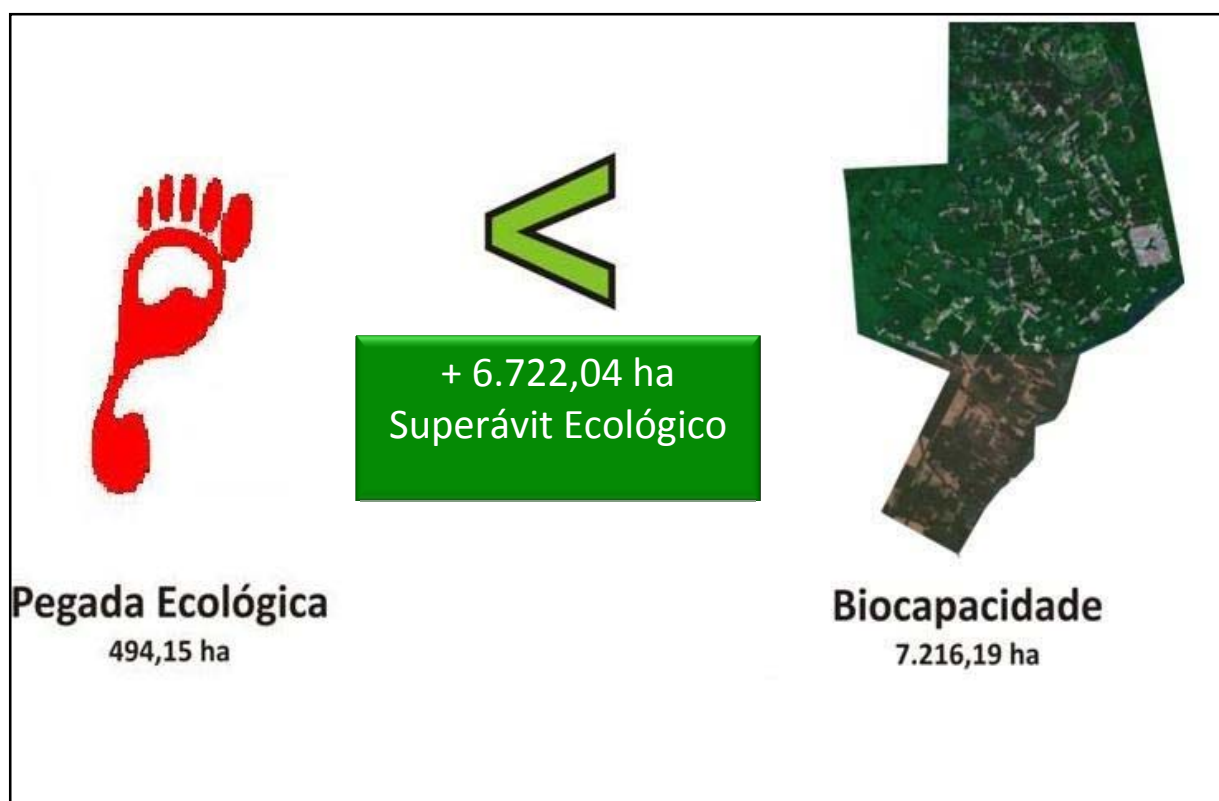 + 6.722,04 ha
Superávit Ecológico
Pegada Ecológica
494,15 ha
Biocapacidade
7.216,19 ha